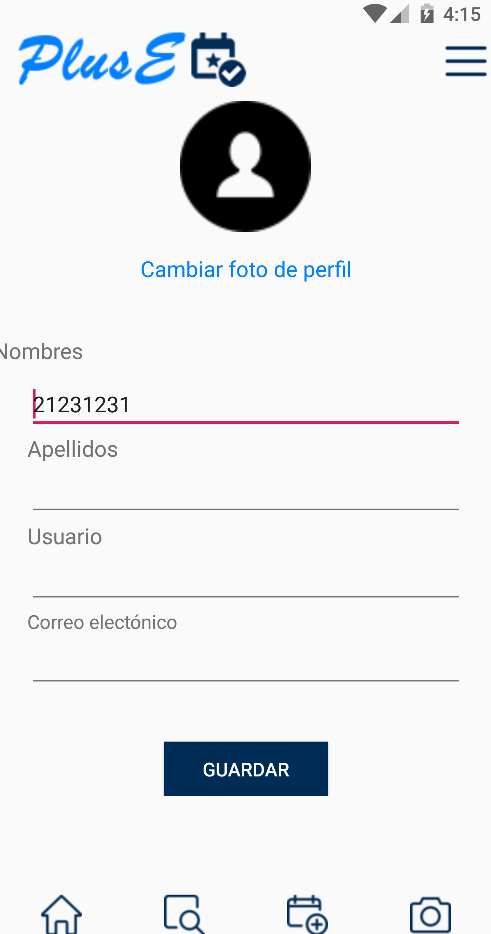 4:15
PlusE
Cambiar foto de perfil
Nombres
21231231
Apellidos
Usuario
Correo electónico
GUARDAR